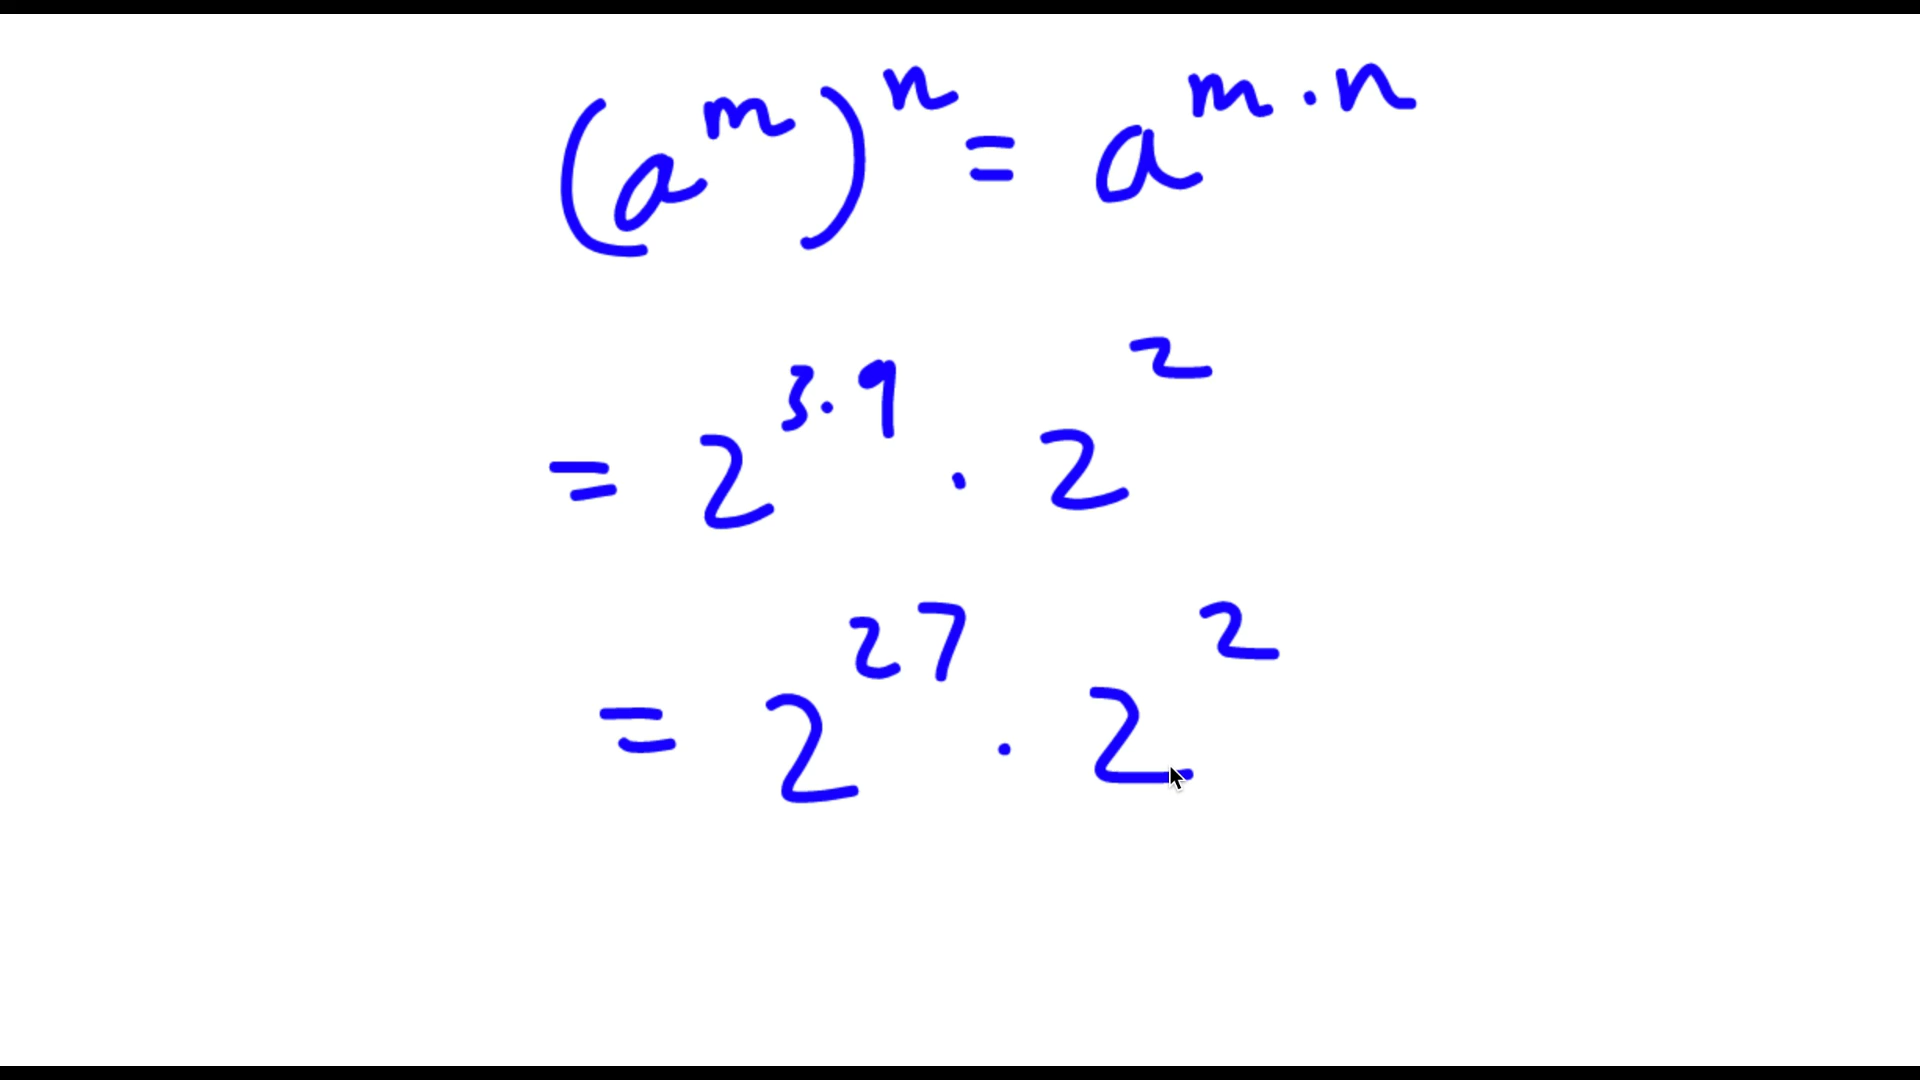 (a^m)^n = a^{m·n}
= 2^{3·9} · 2^2
= 2^{27} · 2^2